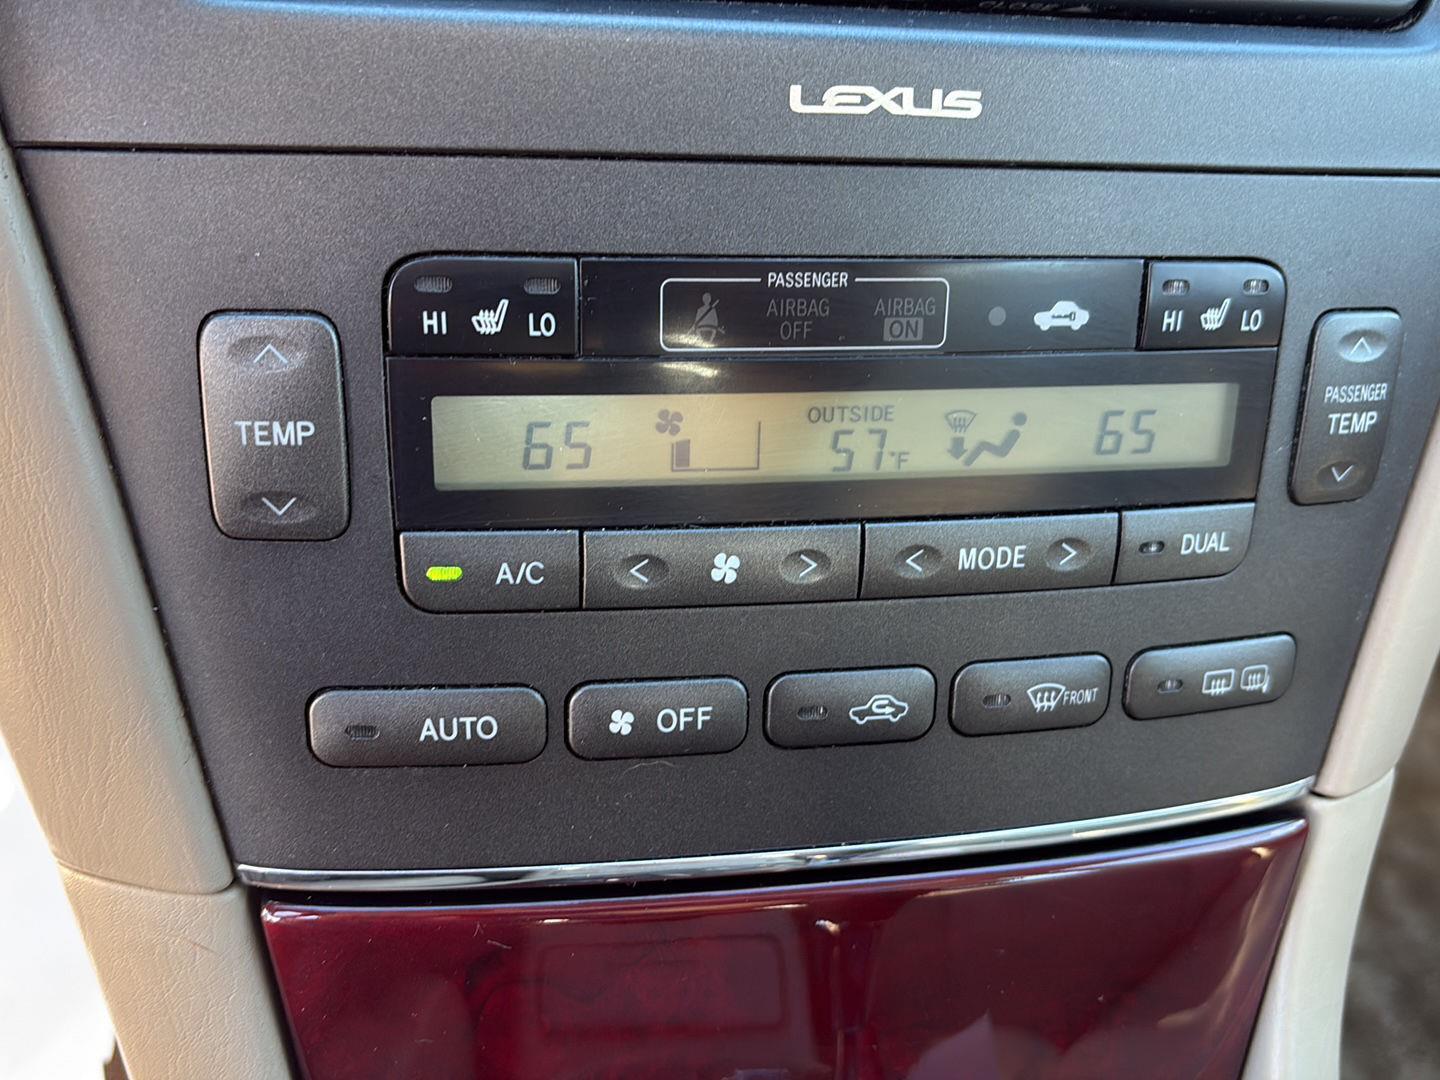 LEXUS
PASSENGER
HI LO
AIRBAG OFF
AIRBAG ON
HI LO
TEMP
65
OUTSIDE
57°F
65
PASSENGER
TEMP
A/C
< >
< MODE >
DUAL
AUTO
OFF
FRONT